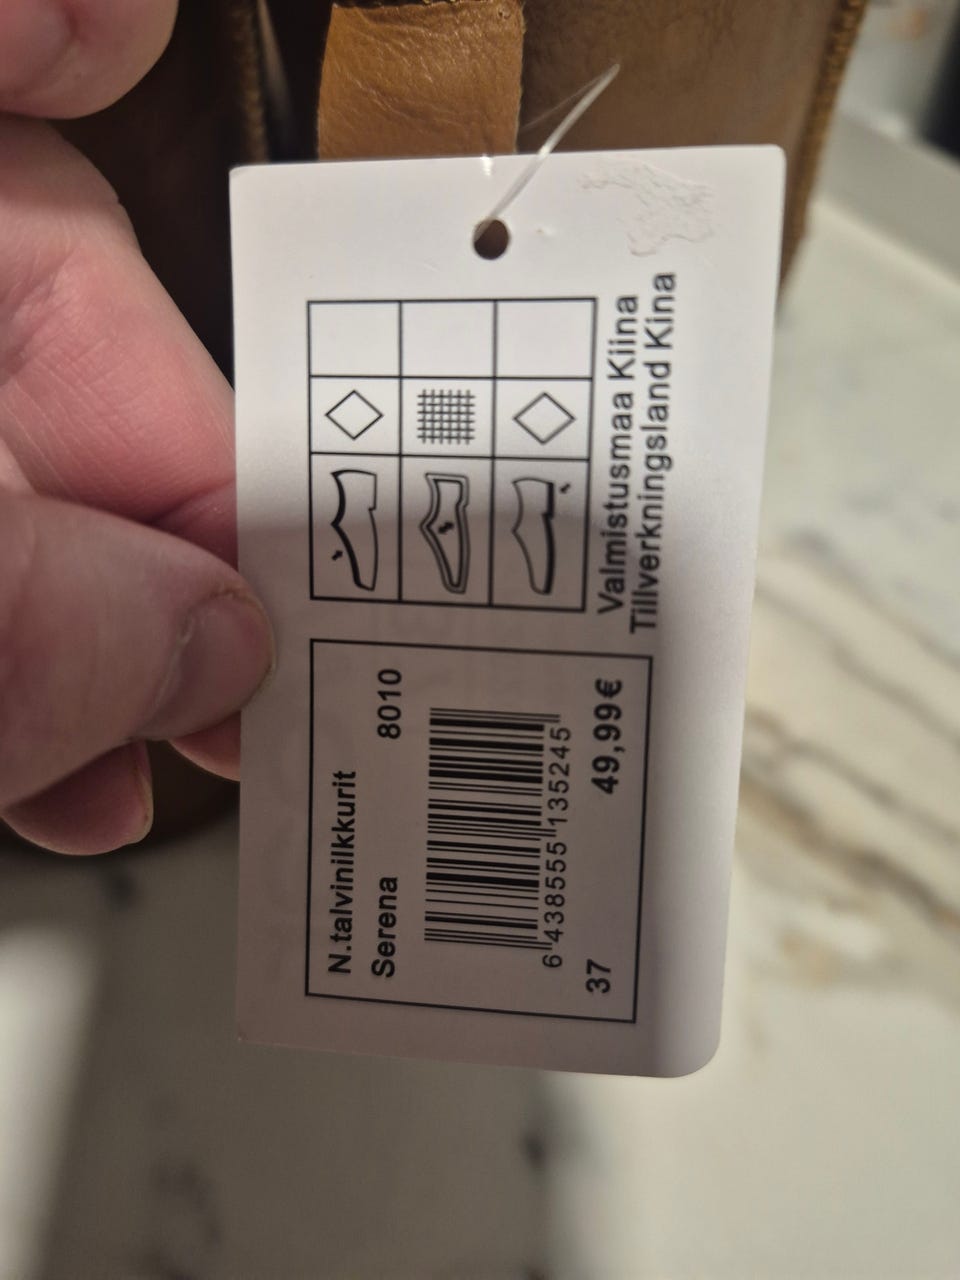 N.talvinilkkurit
Serena 8010
6 438555 135245
37 49,99€
Valmistusmaa Kiina
Tillverkningsland Kina